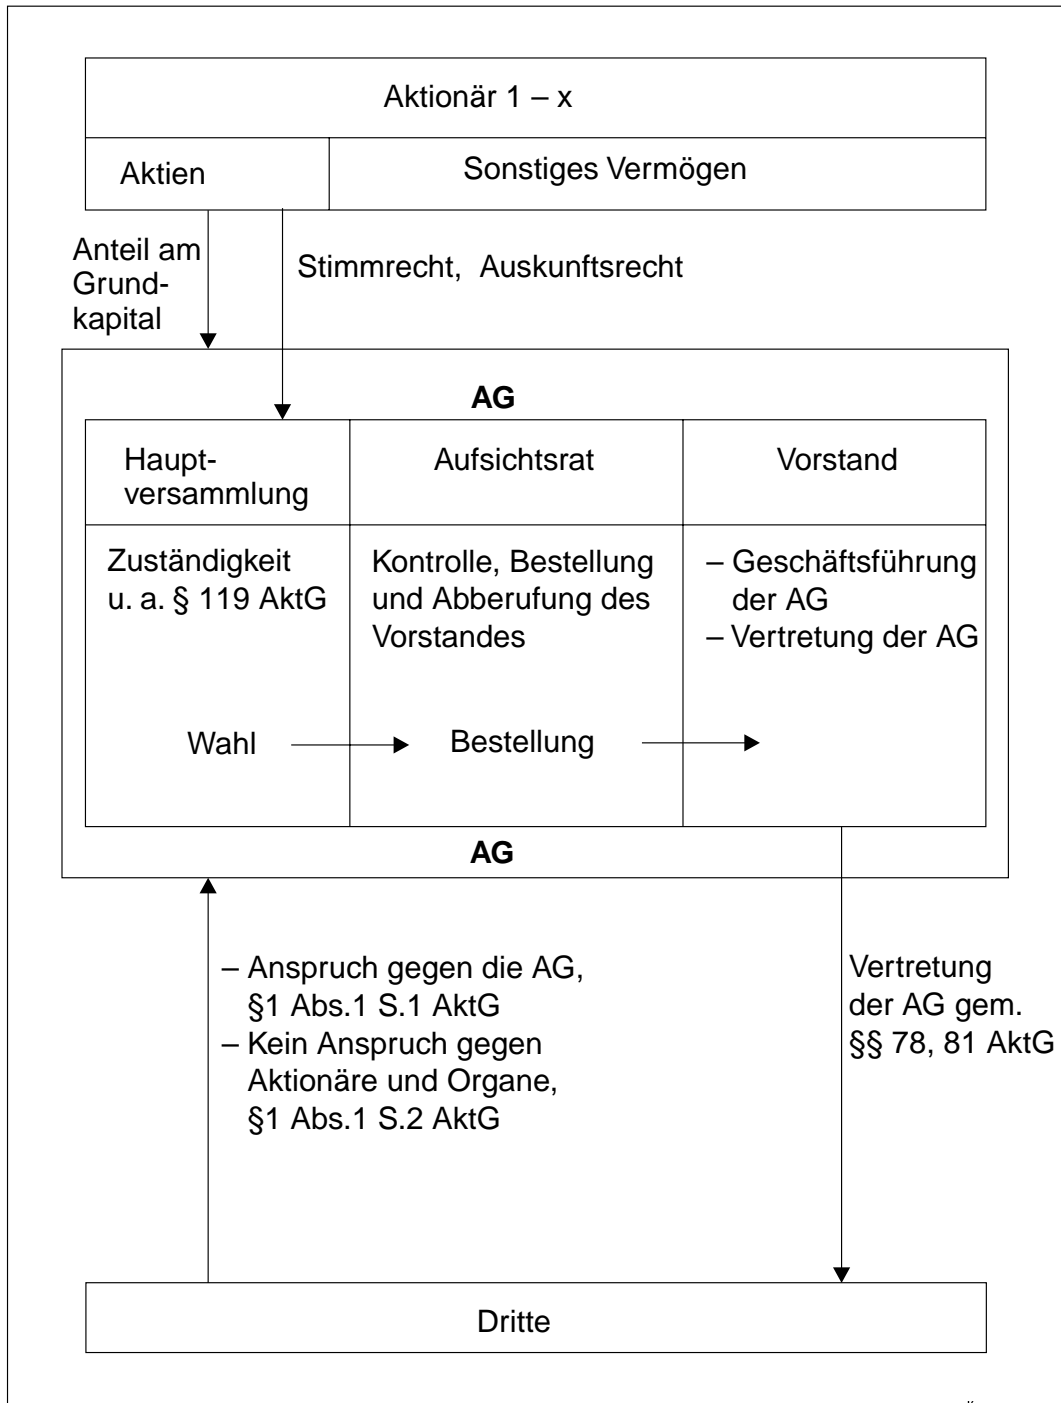 Aktionär 1 – x
Aktien
Sonstiges Vermögen
Anteil am
Grund-
kapital
Stimmrecht, Auskunftsrecht
AG
Haupt-
versammlung
Aufsichtsrat
Vorstand
Zuständigkeit
u. a. § 119 AktG
Kontrolle, Bestellung
und Abberufung des
Vorstandes
– Geschäftsführung
der AG
– Vertretung der AG
Wahl
Bestellung
AG
– Anspruch gegen die AG,
§1 Abs.1 S.1 AktG
– Kein Anspruch gegen
Aktionäre und Organe,
§1 Abs.1 S.2 AktG
Vertretung
der AG gem.
§§ 78, 81 AktG
Dritte